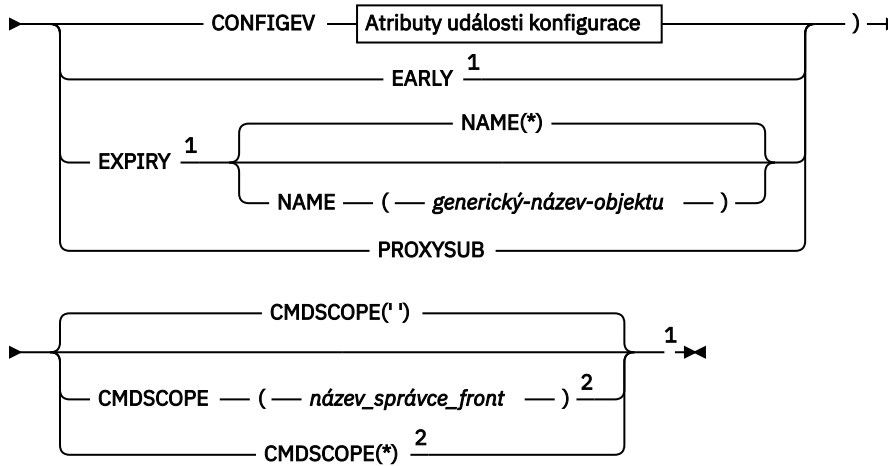 CONFIGEV Atributy události konfigurace )
EARLY 1
NAME(*)
EXPIRY 1
NAME ( generický-název-objektu )
PROXYSUB
CMDSCOPE(' ')
1
CMDSCOPE ( název_správce_front ) 2
CMDSCOPE(*) 2